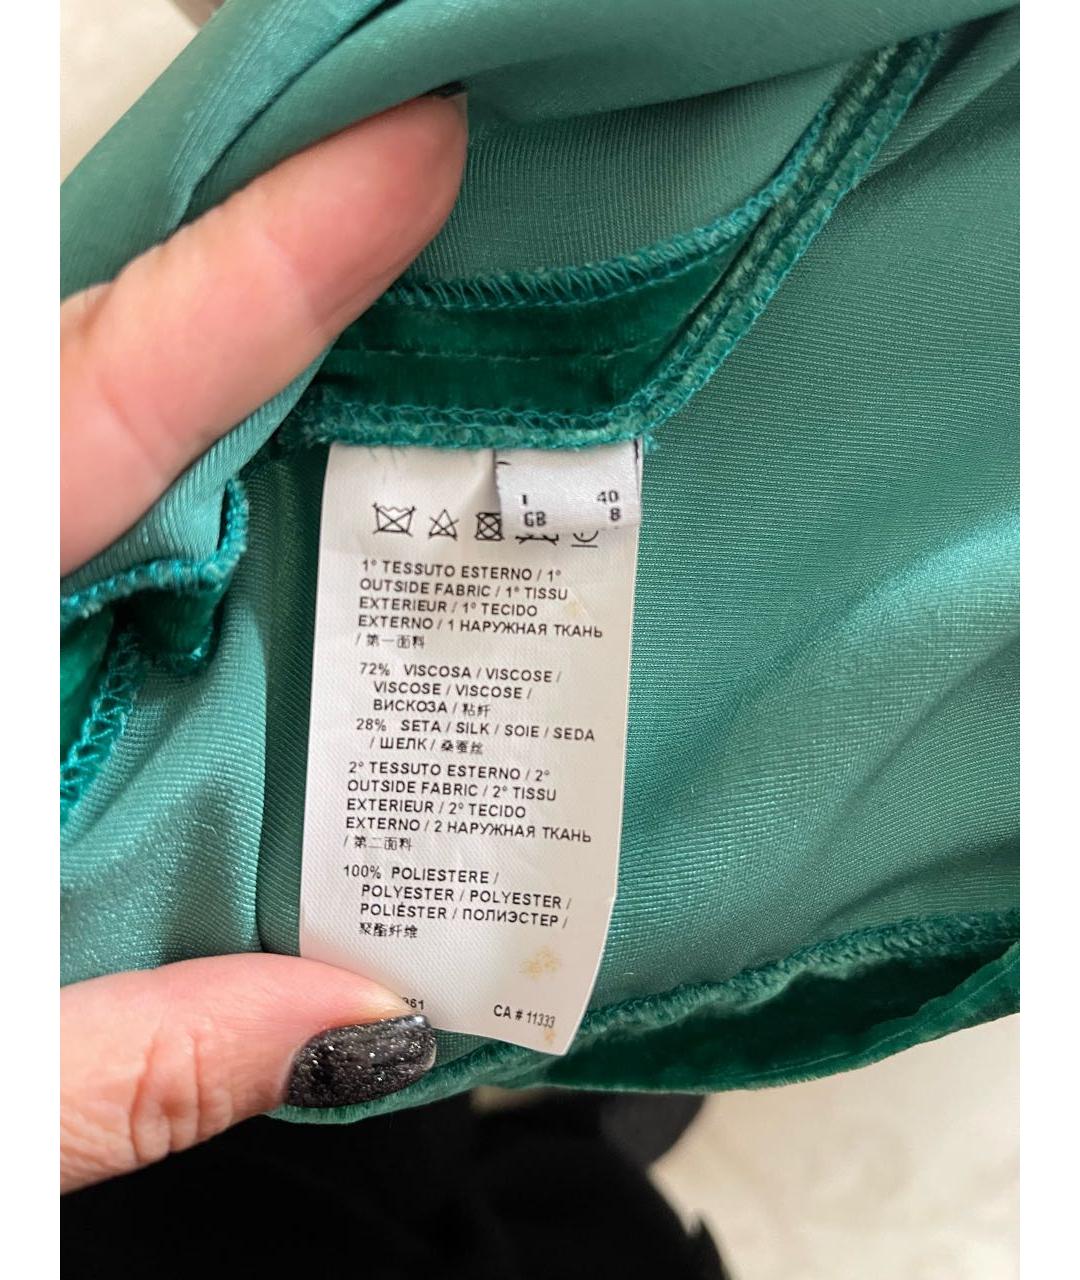 I 40
GB 8
1° TESSUTO ESTERNO / 1°
OUTSIDE FABRIC / 1° TISSU
EXTERIEUR / 1° TECIDO
EXTERNO / 1 НАРУЖНАЯ ТКАНЬ
/ 第一面料
72% VISCOSA / VISCOSE /
VISCOSE / VISCOSE /
ВИСКОЗА / 粘纤
28% SETA / SILK / SOIE / SEDA
/ ШЕЛК / 桑蚕丝
2° TESSUTO ESTERNO / 2°
OUTSIDE FABRIC / 2° TISSU
EXTERIEUR / 2° TECIDO
EXTERNO / 2 НАРУЖНАЯ ТКАНЬ
/ 第二面料
100% POLIESTERE /
POLYESTER / POLYESTER /
POLIÉSTER / ПОЛИЭСТЕР /
聚酯纤维
CA # 11333